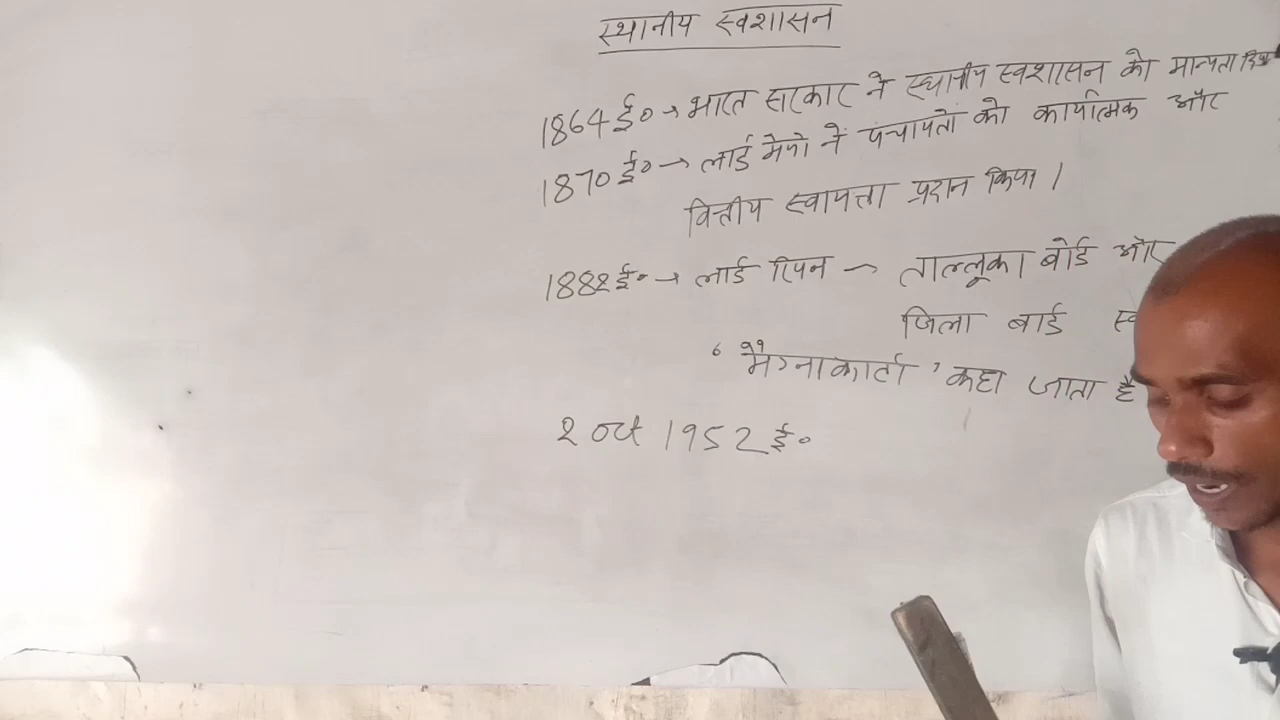 स्थानीय स्वशासन
1864 ई० → भारत सरकार ने स्थानीय स्वशासन को मान्यता
1870 ई० → लार्ड मेयो ने पंचायतों को कार्यात्मक और
वित्तीय स्वायत्ता प्रदान किया।
1882 ई० → लार्ड रिपन → ताल्लूका बोर्ड और
जिला बार्ड
‘मैग्नाकार्टा’ कहा जाता है
2 oct 1952 ई०